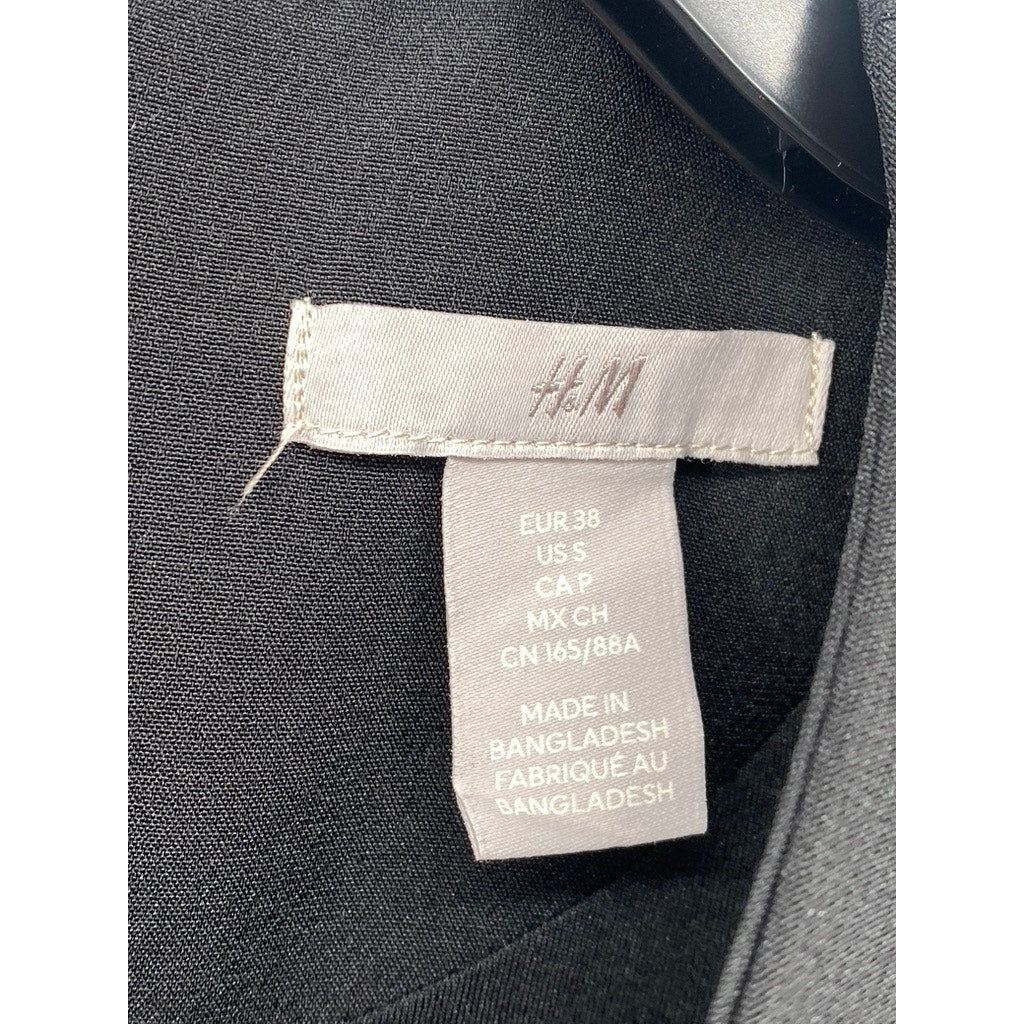 H&M
EUR 38
US S
CA P
MX CH
CN 165/88A
MADE IN
BANGLADESH
FABRIQUÉ AU
BANGLADESH